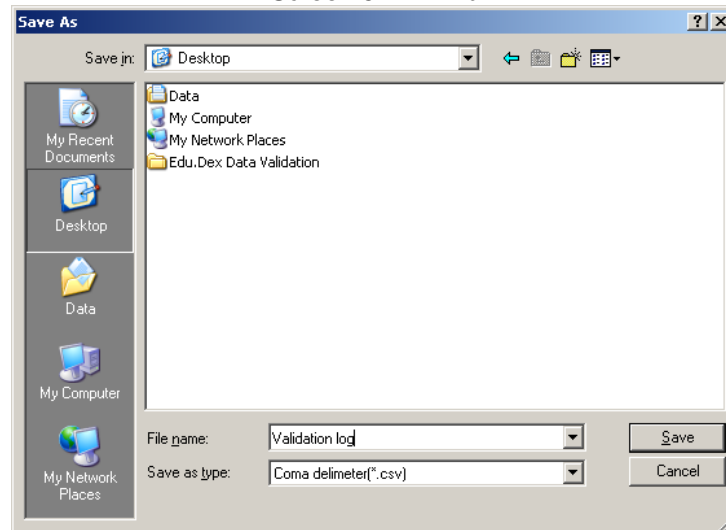 Save As
Save in:
Desktop
Data
My Computer
My Network Places
Edu.Dex Data Validation
My Recent
Documents
Desktop
Data
My Computer
My Network
Places
File name:
Validation log
Save
Save as type:
Coma delimeter(*.csv)
Cancel